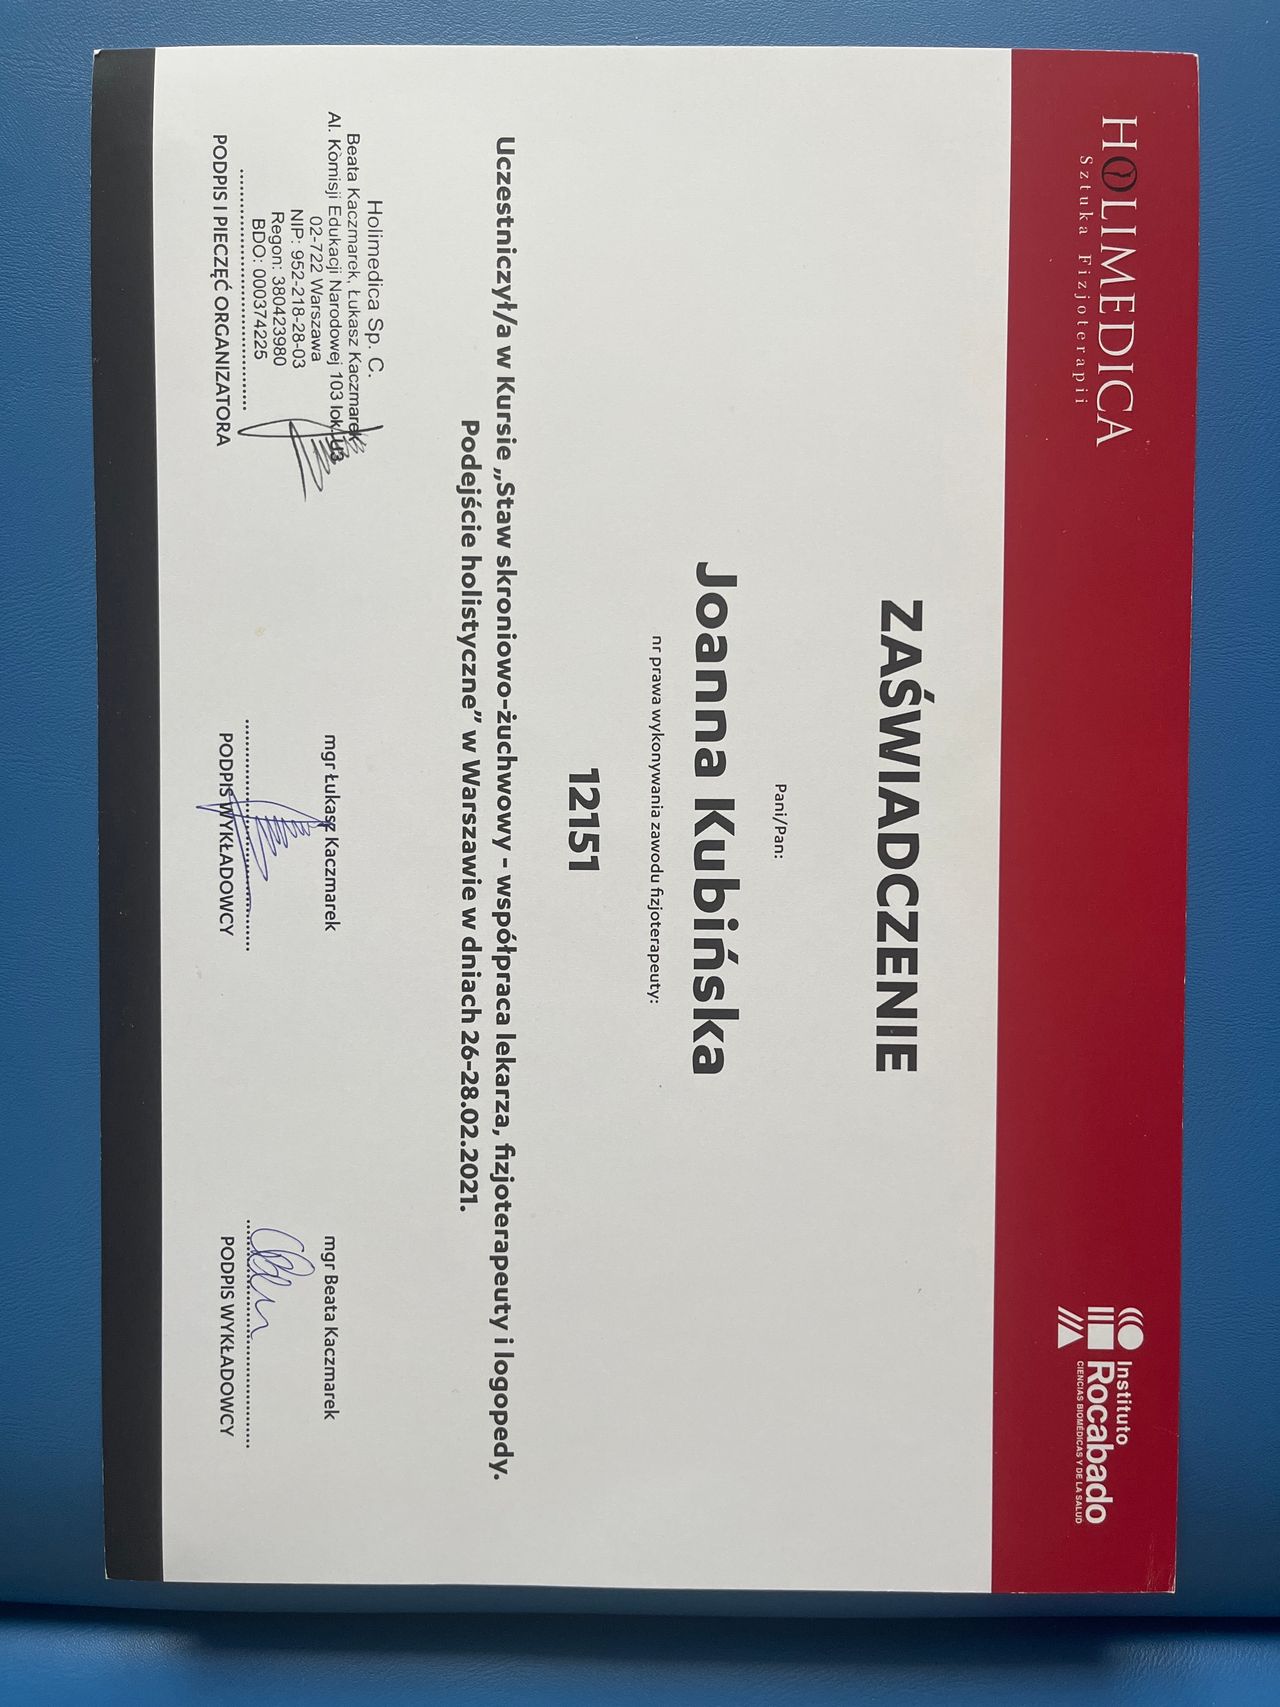 HOLIMEDICA
Sztuka Fizjoterapii
Instituto
Rocabado
CIENCIAS BIOMÉDICAS Y DE LA SALUD
ZAŚWIADCZENIE
Pani/Pan:
Joanna Kubińska
nr prawa wykonywania zawodu fizjoterapeuty:
12151
Uczestniczył/a w Kursie „Staw skroniowo-żuchwowy - współpraca lekarza, fizjoterapeuty i logopedy.
Podejście holistyczne” w Warszawie w dniach 26-28.02.2021.
Holimedica Sp. C.
Beata Kaczmarek, Łukasz Kaczmarek
Al. Komisji Edukacji Narodowej 103 lok. U3
02-722 Warszawa
NIP: 952-218-28-03
Regon: 380423980
BDO: 000374225
PODPIS I PIECZĘĆ ORGANIZATORA
mgr Łukasz Kaczmarek
PODPIS WYKŁADOWCY
mgr Beata Kaczmarek
PODPIS WYKŁADOWCY